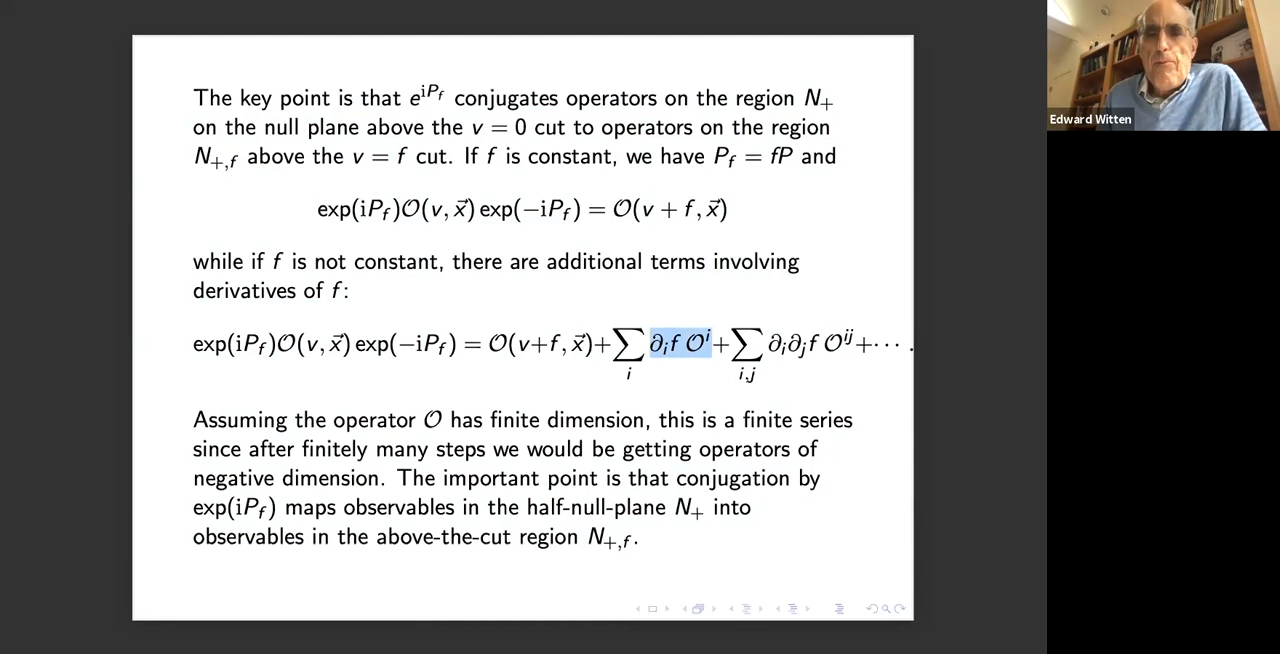 The key point is that e^{iP_f} conjugates operators on the region N_+
on the null plane above the v = 0 cut to operators on the region
N_{+,f} above the v = f cut. If f is constant, we have P_f = fP and
exp(iP_f)𝒪(v, x⃗) exp(−iP_f) = 𝒪(v + f, x⃗)
while if f is not constant, there are additional terms involving
derivatives of f:
exp(iP_f)𝒪(v, x⃗) exp(−iP_f) = 𝒪(v+f, x⃗)+∑_i ∂_i f 𝒪^i+∑_{i,j} ∂_i∂_j f 𝒪^{ij}+⋯ .
Assuming the operator 𝒪 has finite dimension, this is a finite series
since after finitely many steps we would be getting operators of
negative dimension. The important point is that conjugation by
exp(iP_f) maps observables in the half-null-plane N_+ into
observables in the above-the-cut region N_{+,f}.
Edward Witten